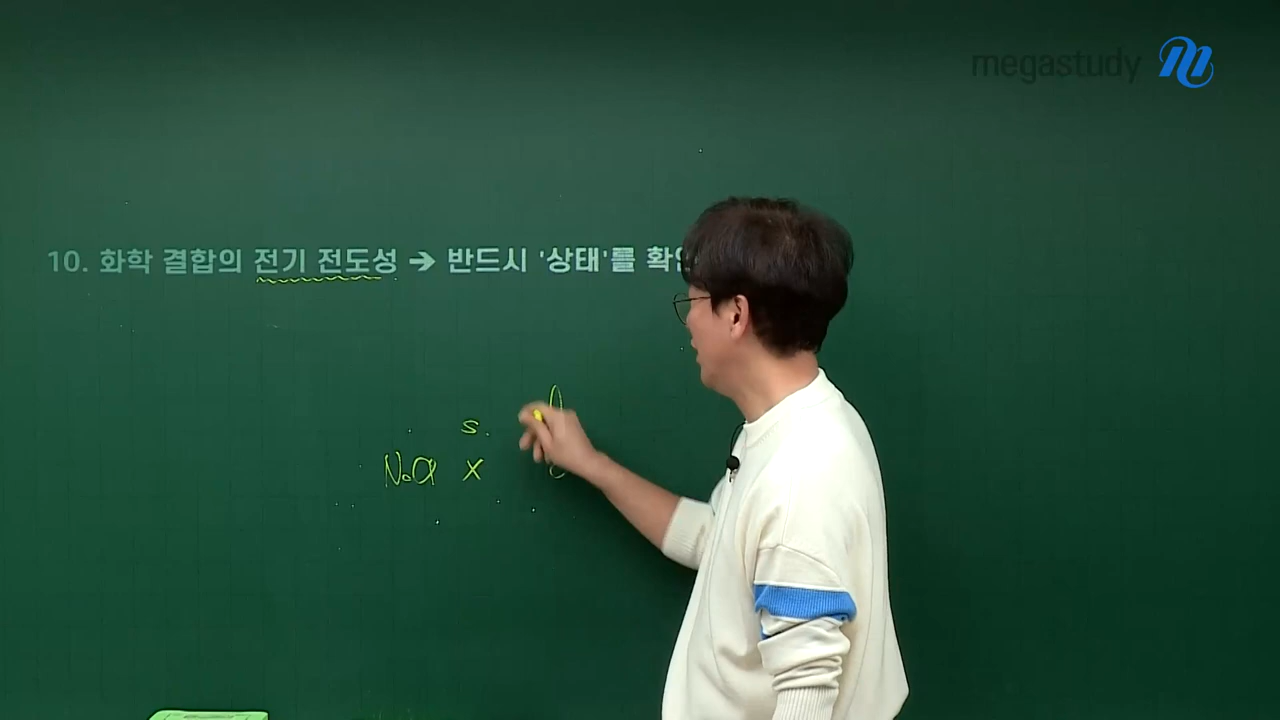 megastudy
10. 화학 결합의 전기 전도성 → 반드시 '상태'를
s. l
NaCl X